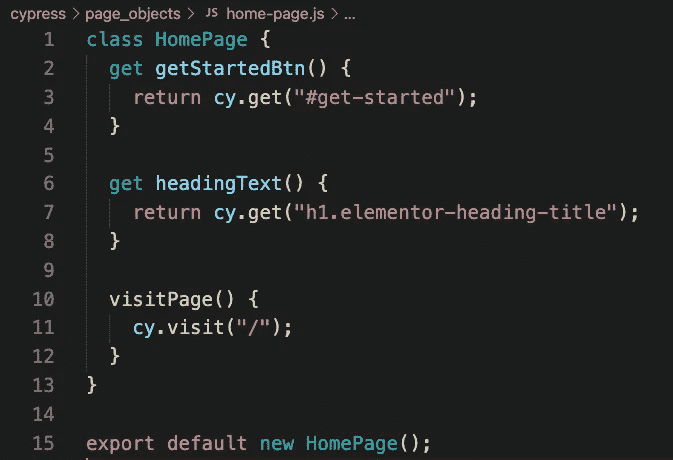 cypress > page_objects > JS home-page.js > ...
1 class HomePage {
2   get getStartedBtn() {
3     return cy.get("#get-started");
4   }
5
6   get headingText() {
7     return cy.get("h1.elementor-heading-title");
8   }
9
10   visitPage() {
11     cy.visit("/");
12   }
13 }
14
15 export default new HomePage();